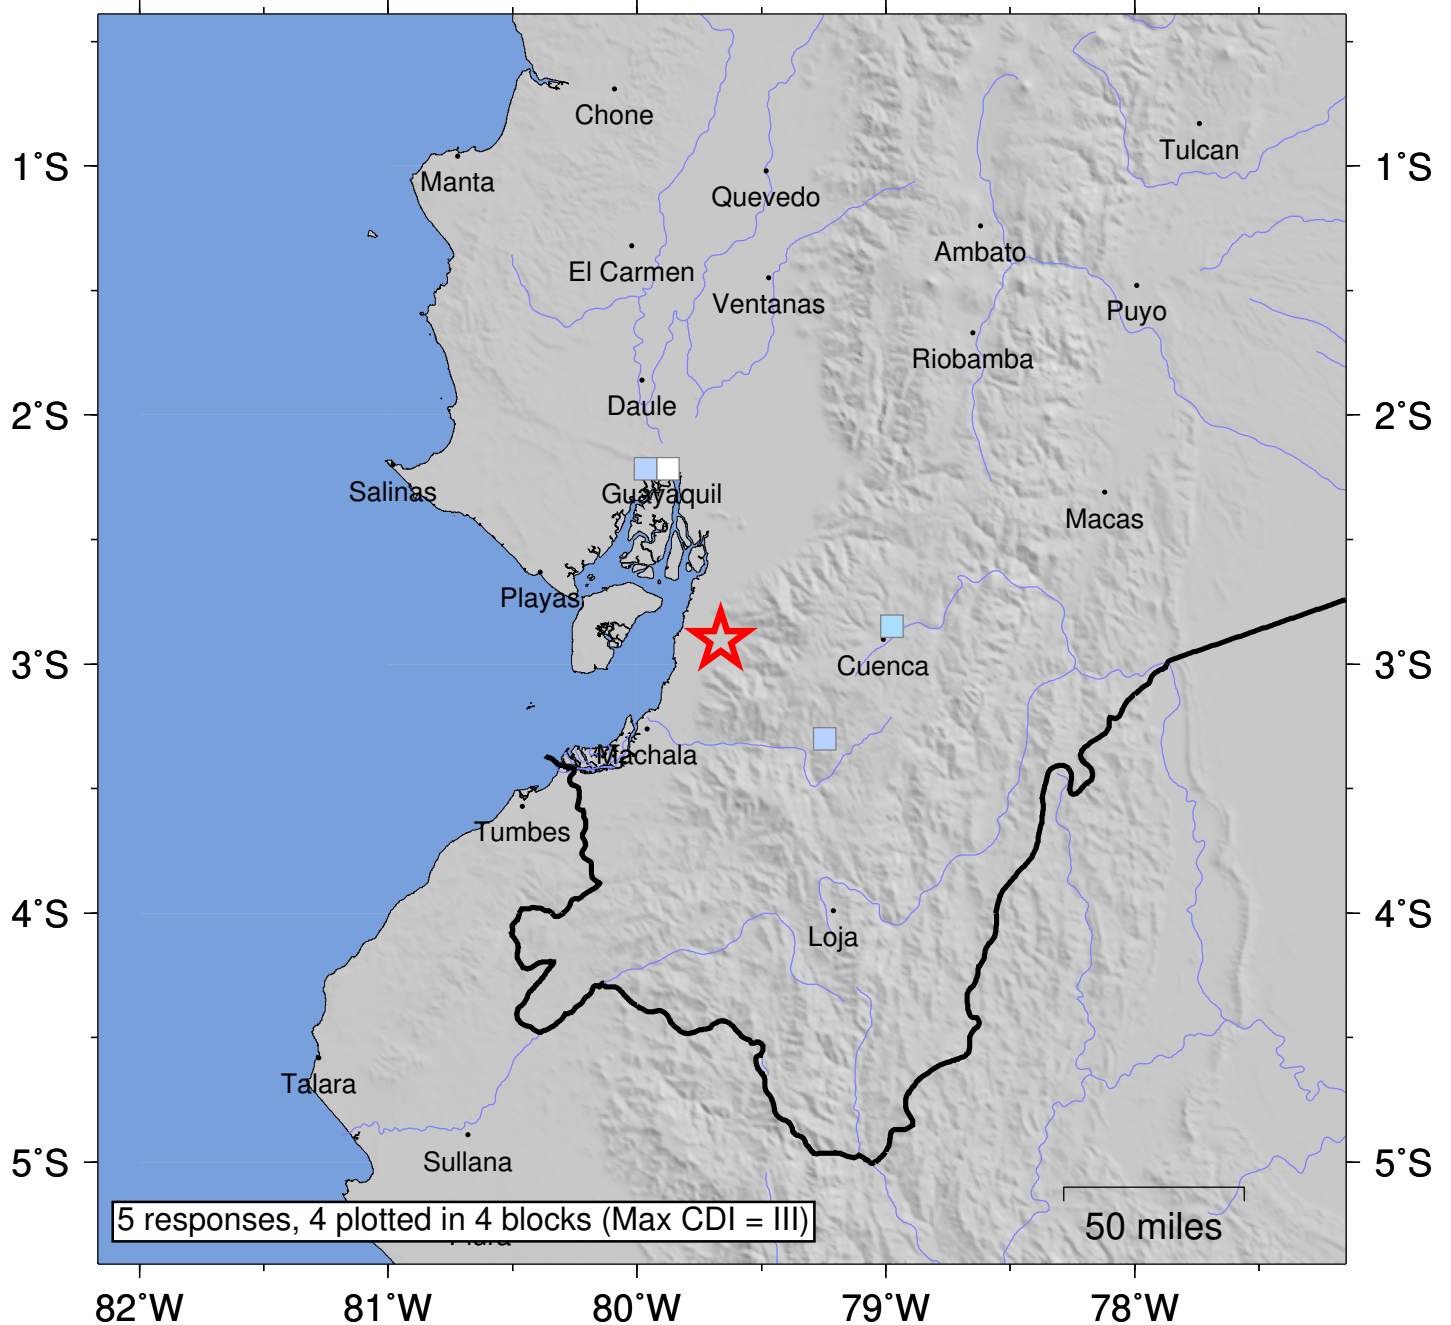 Chone
Tulcan
1°S
1°S
Manta
Quevedo
Ambato
El Carmen
Ventanas
Puyo
Riobamba
Daule
2°S
2°S
Salinas
Guayaquil
Macas
Playas
3°S
Cuenca
3°S
Machala
Tumbes
4°S
4°S
Loja
Talara
5°S
Sullana
5°S
5 responses, 4 plotted in 4 blocks (Max CDI = III)
50 miles
82°W
81°W
80°W
79°W
78°W